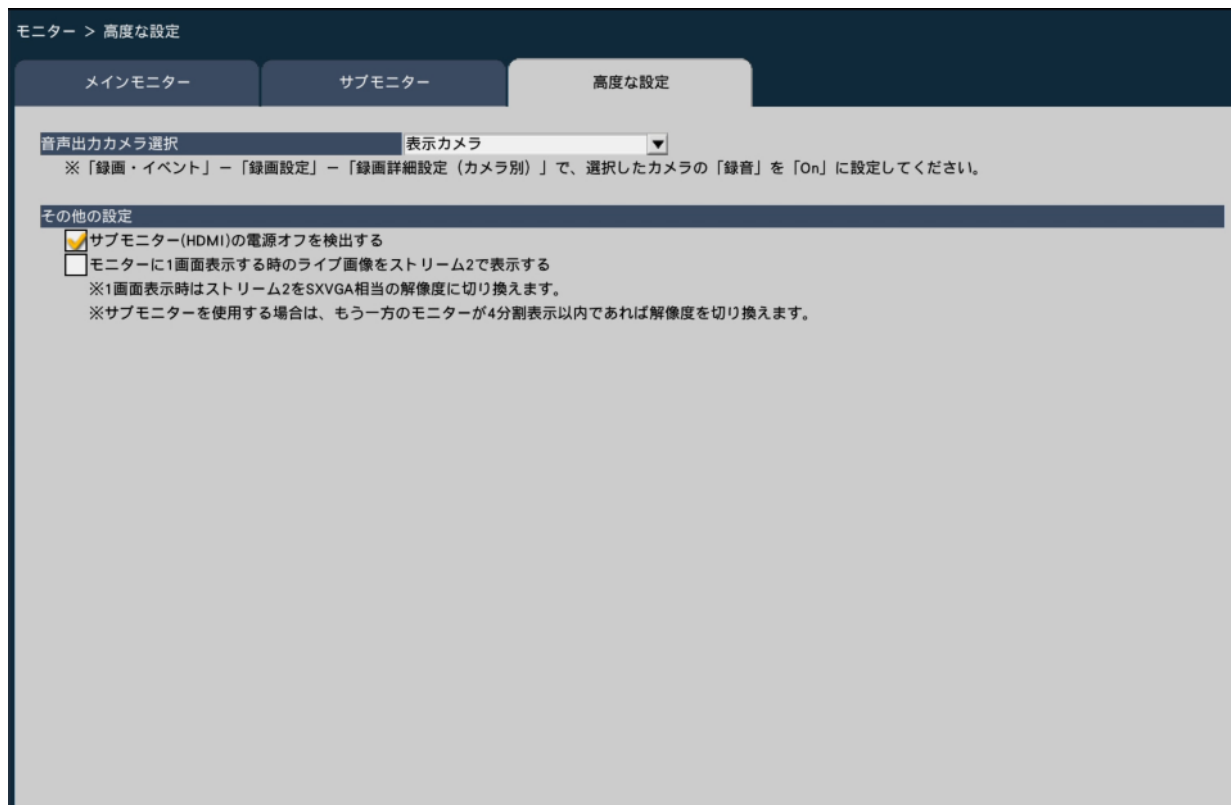 モニター > 高度な設定
メインモニター サブモニター 高度な設定
音声出力カメラ選択 表示カメラ
※「録画・イベント」－「録画設定」－「録画詳細設定（カメラ別）」で、選択したカメラの「録音」を「On」に設定してください。
その他の設定
サブモニター(HDMI)の電源オフを検出する
モニターに1画面表示する時のライブ画像をストリーム2で表示する
※1画面表示時はストリーム2をSXVGA相当の解像度に切り換えます。
※サブモニターを使用する場合は、もう一方のモニターが4分割表示以内であれば解像度を切り換えます。